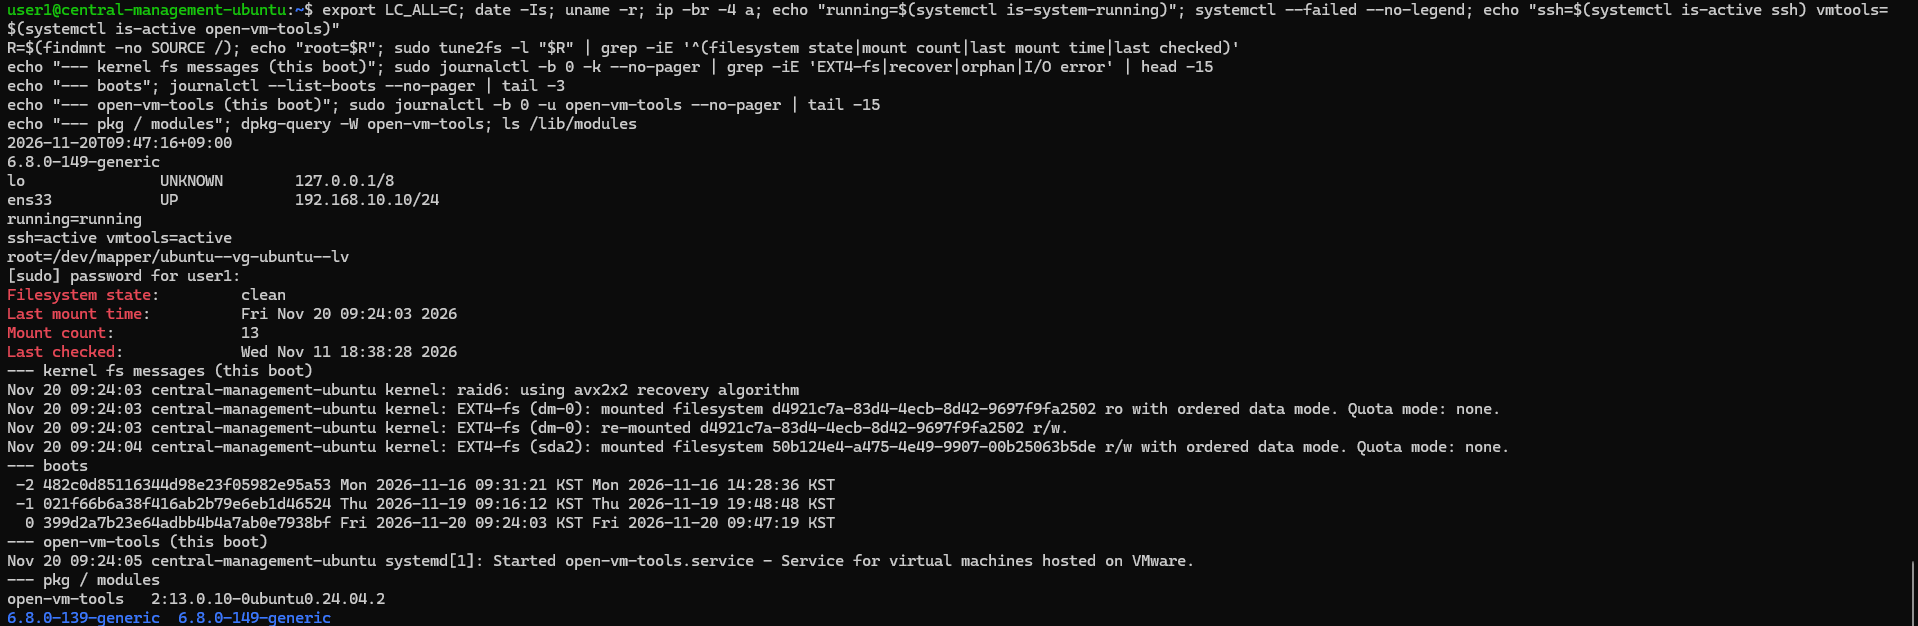 user1@central-management-ubuntu:~$ export LC_ALL=C; date -Is; uname -r; ip -br -4 a; echo "running=$(systemctl is-system-running)"; systemctl --failed --no-legend; echo "ssh=$(systemctl is-active ssh) vmtools=
$(systemctl is-active open-vm-tools)"
R=$(findmnt -no SOURCE /); echo "root=$R"; sudo tune2fs -l "$R" | grep -iE '^(filesystem state|mount count|last mount time|last checked)'
echo "--- kernel fs messages (this boot)"; sudo journalctl -b 0 -k --no-pager | grep -iE 'EXT4-fs|recover|orphan|I/O error' | head -15
echo "--- boots"; journalctl --list-boots --no-pager | tail -3
echo "--- open-vm-tools (this boot)"; sudo journalctl -b 0 -u open-vm-tools --no-pager | tail -15
echo "--- pkg / modules"; dpkg-query -W open-vm-tools; ls /lib/modules
2026-11-20T09:47:16+09:00
6.8.0-149-generic
lo               UNKNOWN        127.0.0.1/8
ens33            UP             192.168.10.10/24
running=running
ssh=active vmtools=active
root=/dev/mapper/ubuntu--vg-ubuntu--lv
[sudo] password for user1:
Filesystem state:         clean
Last mount time:          Fri Nov 20 09:24:03 2026
Mount count:              13
Last checked:             Wed Nov 11 18:38:28 2026
--- kernel fs messages (this boot)
Nov 20 09:24:03 central-management-ubuntu kernel: raid6: using avx2x2 recovery algorithm
Nov 20 09:24:03 central-management-ubuntu kernel: EXT4-fs (dm-0): mounted filesystem d4921c7a-83d4-4ecb-8d42-9697f9fa2502 ro with ordered data mode. Quota mode: none.
Nov 20 09:24:03 central-management-ubuntu kernel: EXT4-fs (dm-0): re-mounted d4921c7a-83d4-4ecb-8d42-9697f9fa2502 r/w.
Nov 20 09:24:04 central-management-ubuntu kernel: EXT4-fs (sda2): mounted filesystem 50b124e4-a475-4e49-9907-00b25063b5de r/w with ordered data mode. Quota mode: none.
--- boots
 -2 482c0d85116344d98e23f05982e95a53 Mon 2026-11-16 09:31:21 KST Mon 2026-11-16 14:28:36 KST
 -1 021f66b6a38f416ab2b79e6eb1d46524 Thu 2026-11-19 09:16:12 KST Thu 2026-11-19 19:48:48 KST
  0 399d2a7b23e64adbb4b4a7ab0e7938bf Fri 2026-11-20 09:24:03 KST Fri 2026-11-20 09:47:19 KST
--- open-vm-tools (this boot)
Nov 20 09:24:05 central-management-ubuntu systemd[1]: Started open-vm-tools.service - Service for virtual machines hosted on VMware.
--- pkg / modules
open-vm-tools   2:13.0.10-0ubuntu0.24.04.2
6.8.0-139-generic  6.8.0-149-generic